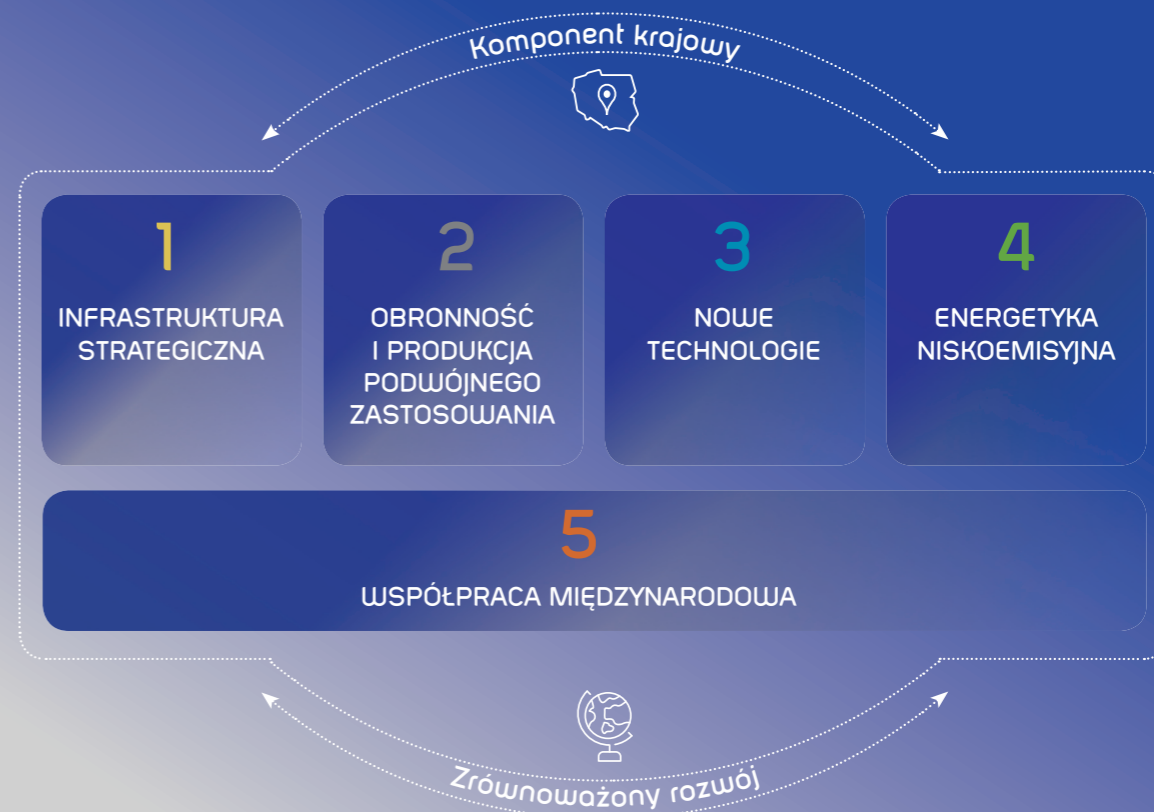 Komponent krajowy
1
INFRASTRUKTURA
STRATEGICZNA
2
OBRONNOŚĆ
I PRODUKCJA
PODWÓJNEGO
ZASTOSOWANIA
3
NOWE
TECHNOLOGIE
4
ENERGETYKA
NISKOEMISYJNA
5
WSPÓŁPRACA MIĘDZYNARODOWA
Zrównoważony rozwój